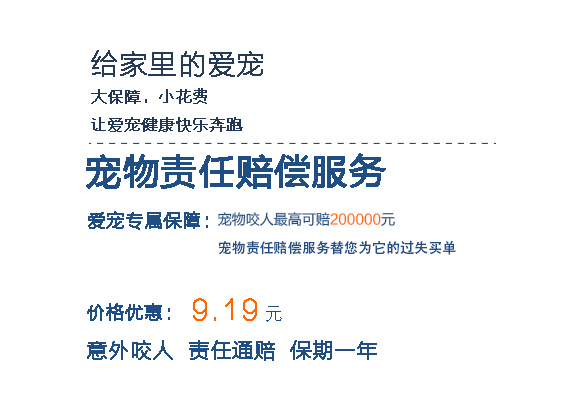 给家里的爱宠
大保障，小花费
让爱宠健康快乐奔跑
宠物责任赔偿服务
爱宠专属保障：宠物咬人最高可赔200000元
宠物责任赔偿服务替您为它的过失买单
价格优惠：9.19元
意外咬人 责任通赔 保期一年